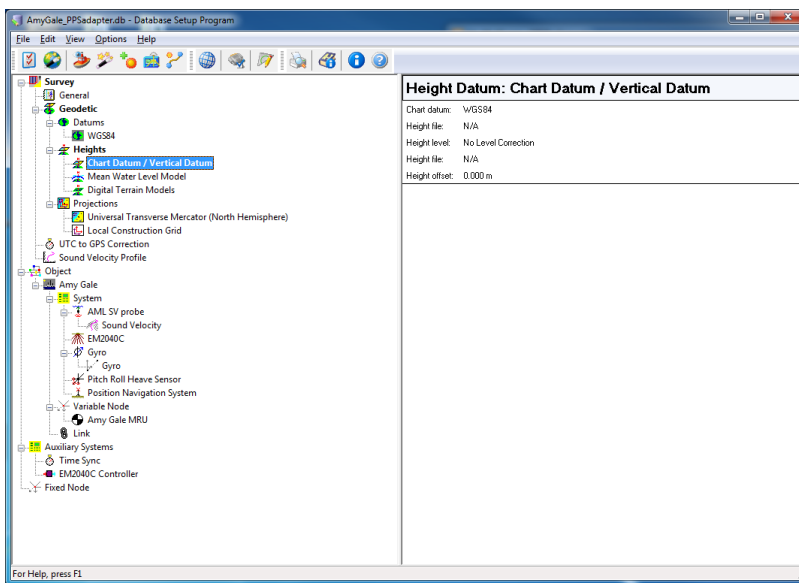 AmyGale_PPSadapter.db - Database Setup Program
File Edit View Options Help
Survey
General
Geodetic
Datums
WGS84
Heights
Chart Datum / Vertical Datum
Mean Water Level Model
Digital Terrain Models
Projections
Universal Transverse Mercator (North Hemisphere)
Local Construction Grid
UTC to GPS Correction
Sound Velocity Profile
Object
Amy Gale
System
AML SV probe
Sound Velocity
EM2040C
Gyro
Gyro
Pitch Roll Heave Sensor
Position Navigation System
Variable Node
Amy Gale MRU
Link
Auxiliary Systems
Time Sync
EM2040C Controller
Fixed Node
Height Datum: Chart Datum / Vertical Datum
Chart datum: WGS84
Height file: N/A
Height level: No Level Correction
Height file: N/A
Height offset: 0.000 m
For Help, press F1